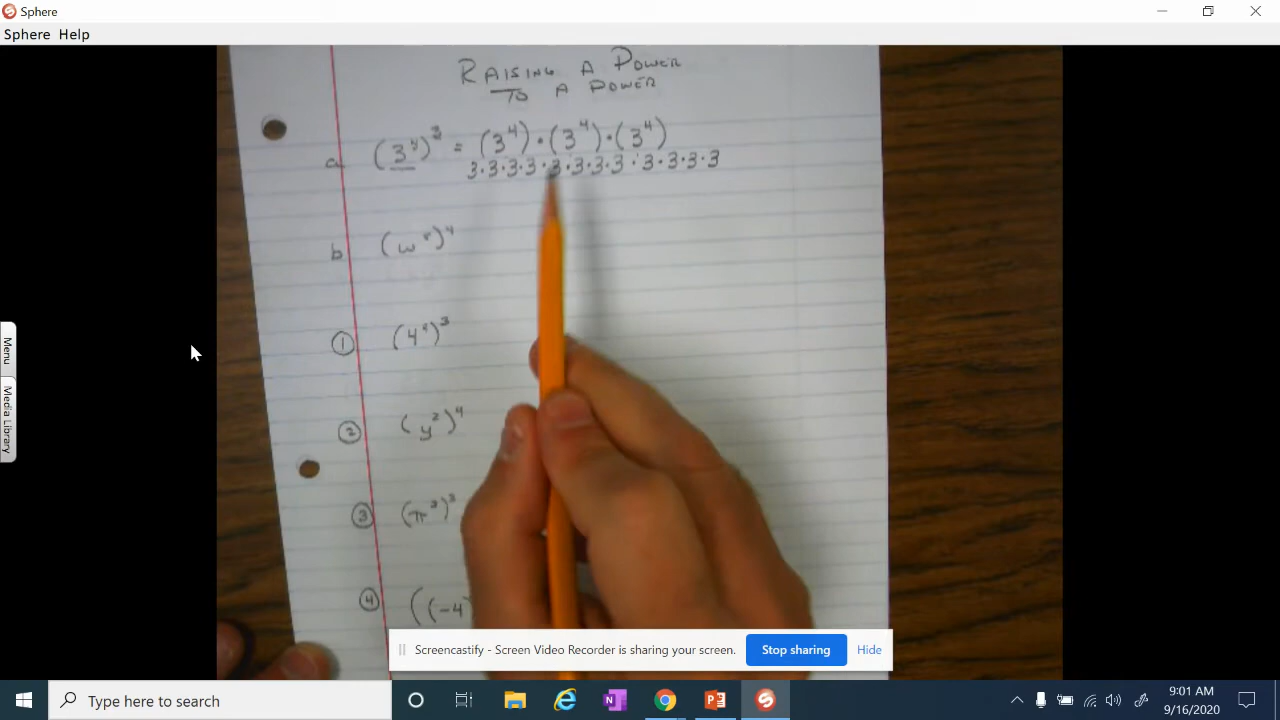 Sphere
Sphere Help
RAISING A POWER
TO A POWER
a (3⁴)³ = (3⁴)·(3⁴)·(3⁴)
3·3·3·3·3·3·3·3·3·3·3·3
b (w )⁴
① (4 )³
② (y²)⁴
③ (π )³
④ ((-4
Menu
Media Library
Screencastify - Screen Video Recorder is sharing your screen.
Stop sharing
Hide
Type here to search
9:01 AM
9/16/2020